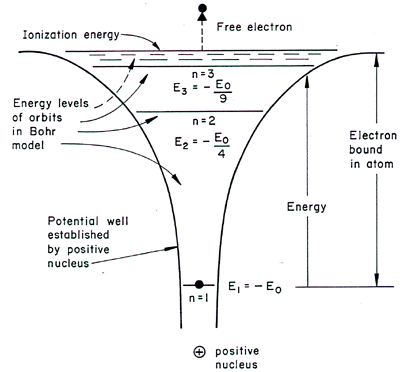 Free electron
Ionization energy
n=3
E3 = - E0/9
Energy levels
of orbits
in Bohr
model
n=2
E2 = - E0/4
Electron
bound
in atom
Energy
Potential well
established
by positive
nucleus
n=1
E1 = - E0
⊕ positive
nucleus